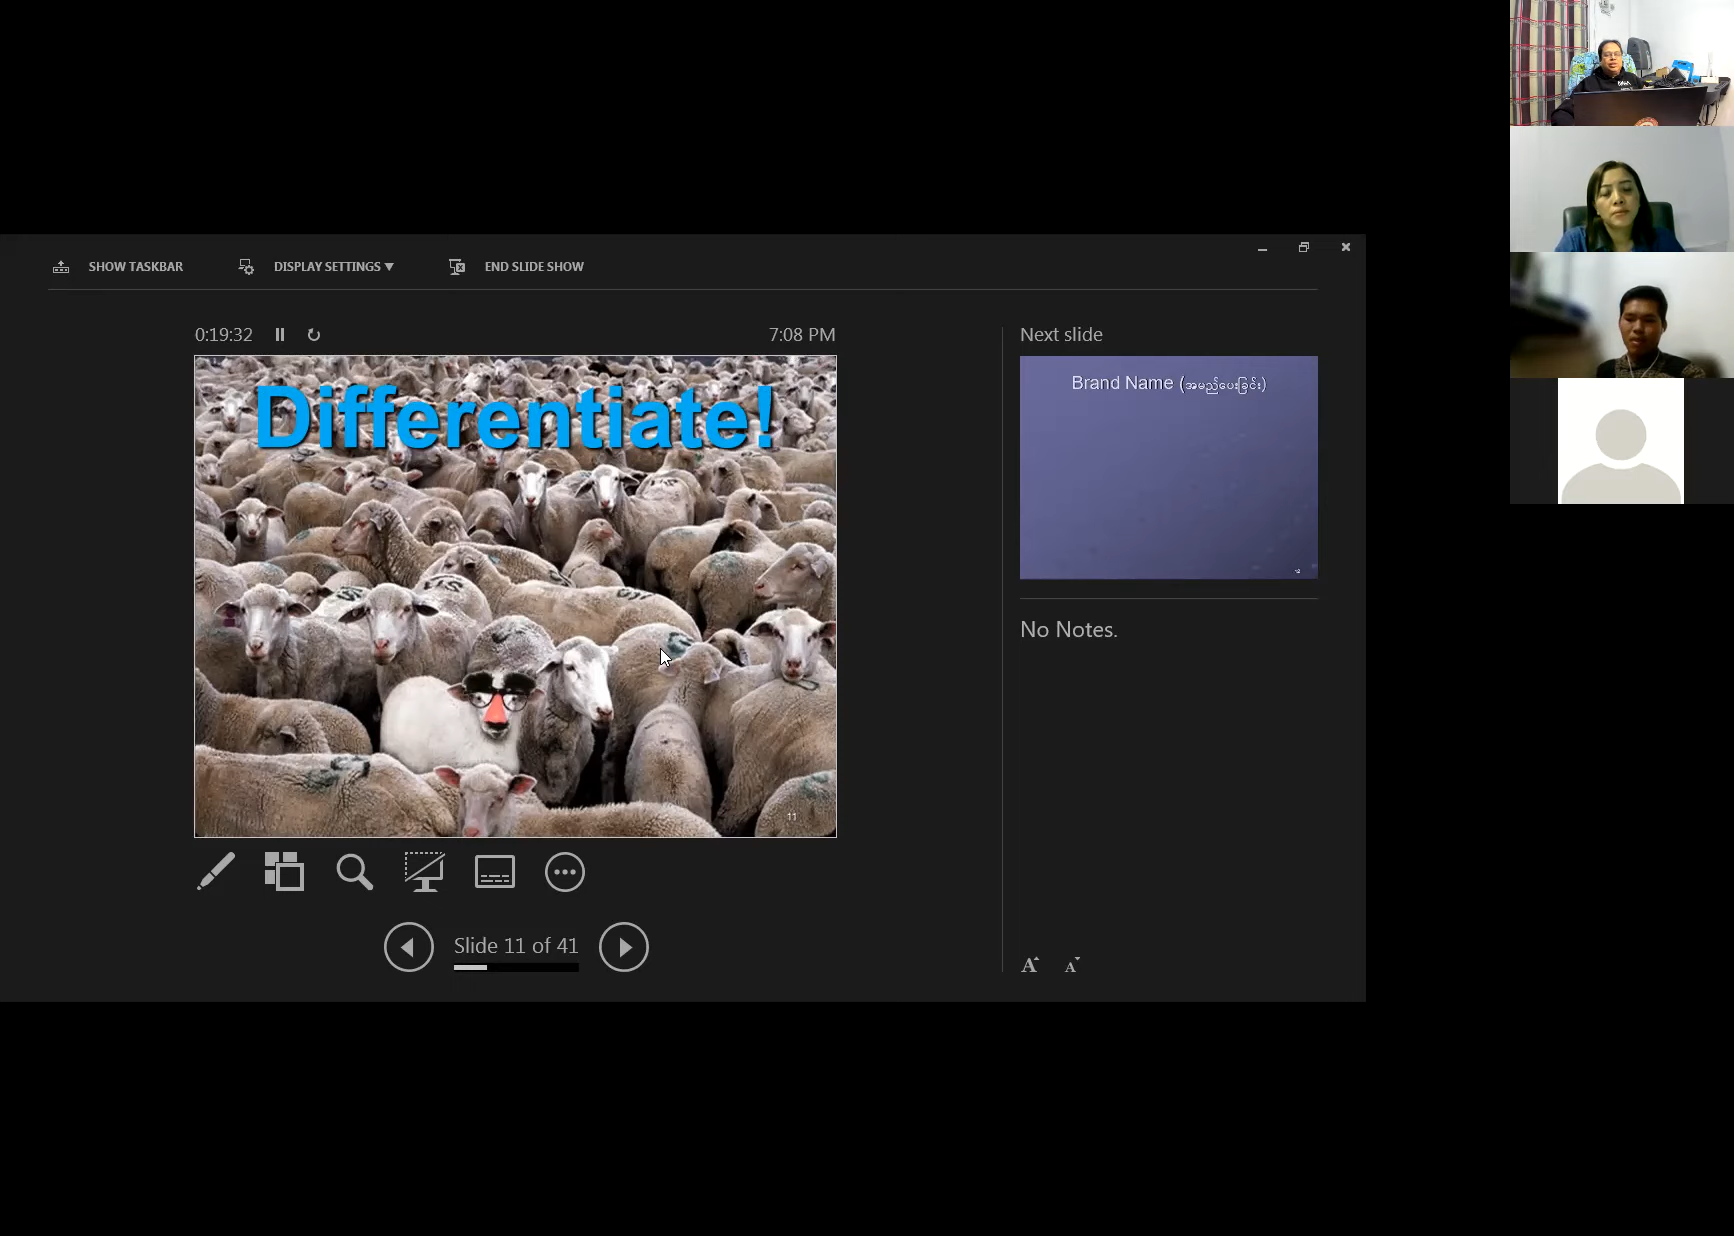 SHOW TASKBAR
DISPLAY SETTINGS
END SLIDE SHOW
0:19:32
7:08 PM
Differentiate!
11
Slide 11 of 41
Next slide
Brand Name (အမည်ပေးခြင်း)
12
No Notes.
A A